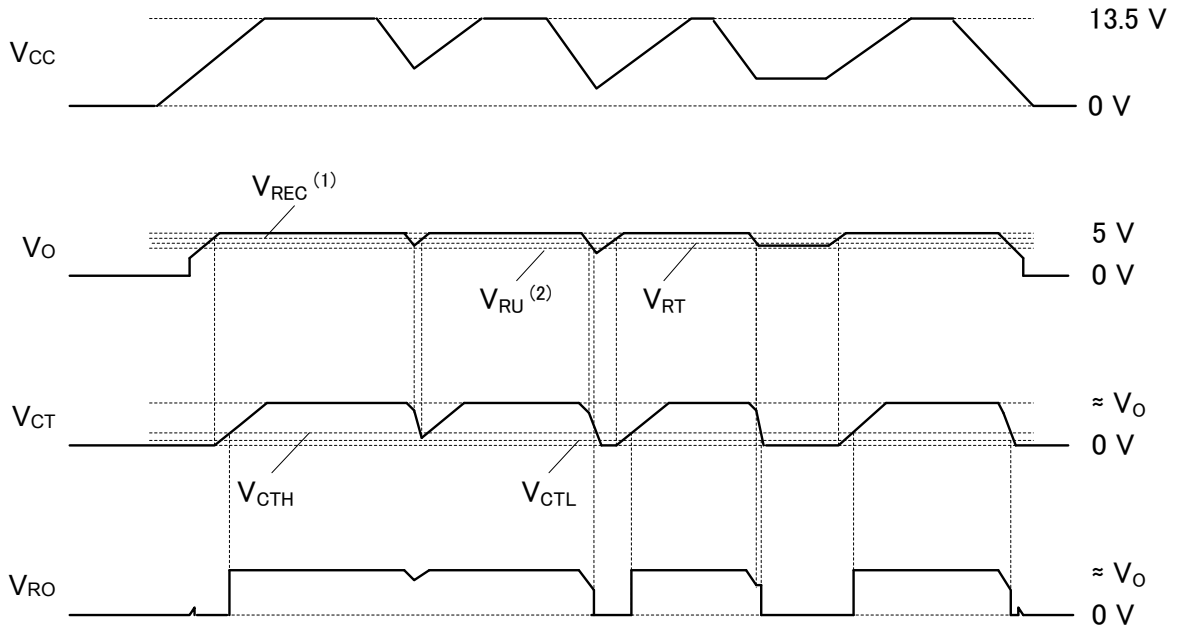 13.5 V
VCC
0 V
VREC (1)
VO
5 V
0 V
VRU (2)
VRT
VCT
≈ VO
0 V
VCTH
VCTL
VRO
≈ VO
0 V